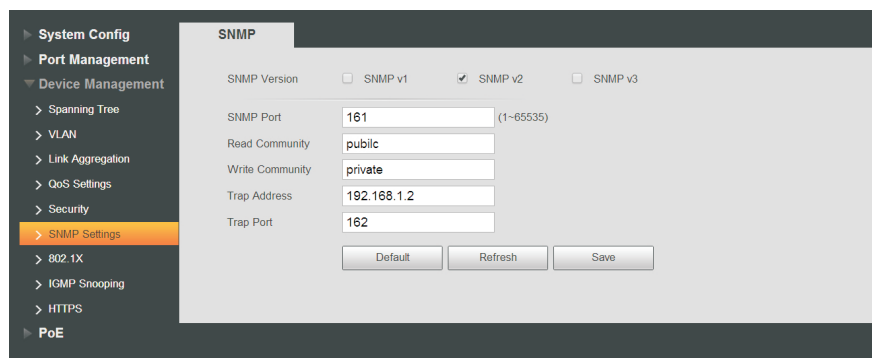 System Config
Port Management
Device Management
Spanning Tree
VLAN
Link Aggregation
QoS Settings
Security
SNMP Settings
802.1X
IGMP Snooping
HTTPS
PoE
SNMP
SNMP Version SNMP v1 SNMP v2 SNMP v3
SNMP Port 161 (1~65535)
Read Community pubilc
Write Community private
Trap Address 192.168.1.2
Trap Port 162
Default Refresh Save